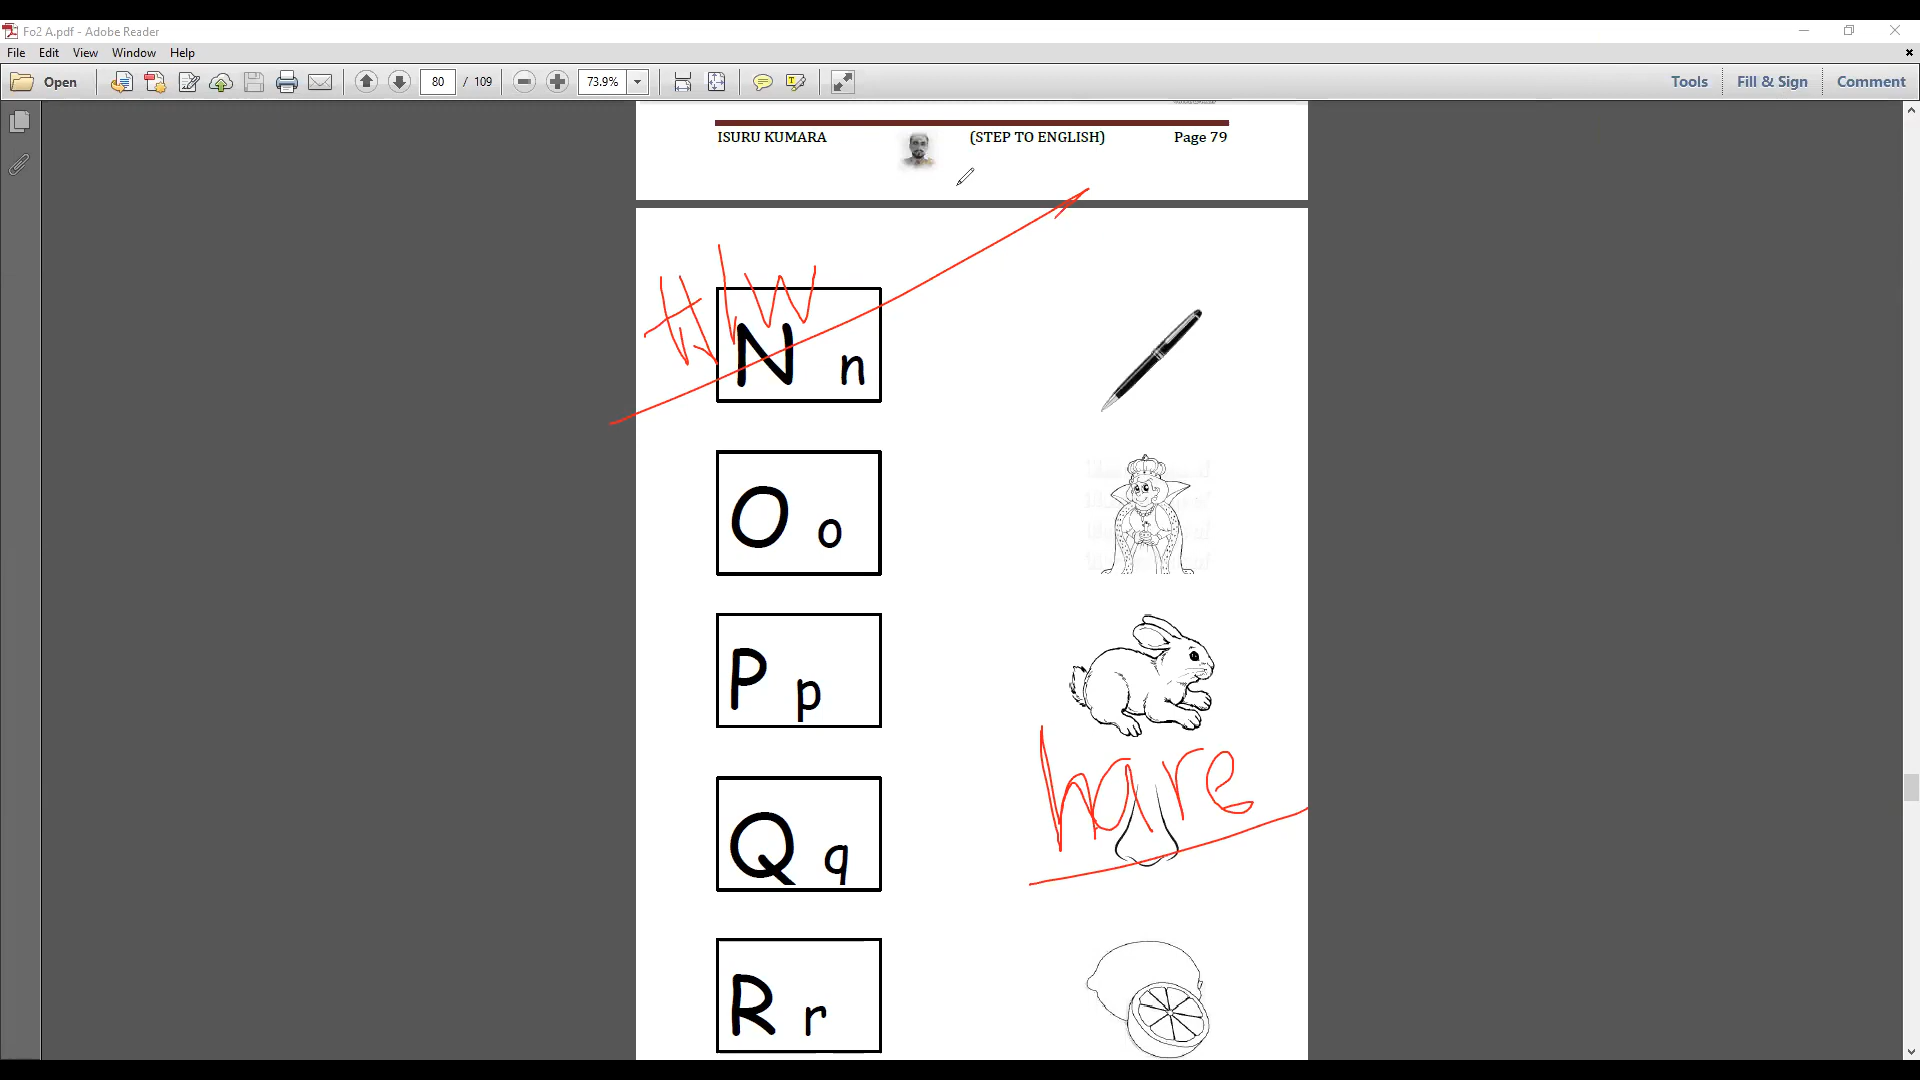 Fo2 A.pdf - Adobe Reader
File Edit View Window Help
Open 80 / 109 73.9% Tools Fill & Sign Comment
ISURU KUMARA (STEP TO ENGLISH) Page 79
N n
O o
P p
hare
Q q
R r